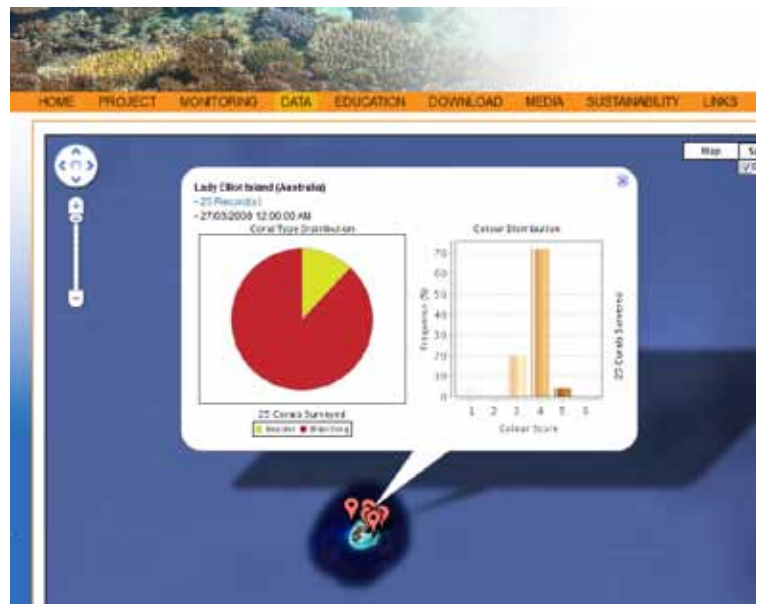 HOME PROJECT MONITORING DATA EDUCATION DOWNLOAD MEDIA SUSTAINABILITY LINKS
Map
Lady Elliot Island (Australia)
- 25 Record(s)
- 27/03/2008 12:00:00 AM
Coral Type Distribution
25 Corals Surveyed
Boulder Branching
Colour Distribution
Frequency (%)
70
60
50
40
30
20
10
0
1 2 3 4 5 6
Colour Score
25 Corals Surveyed